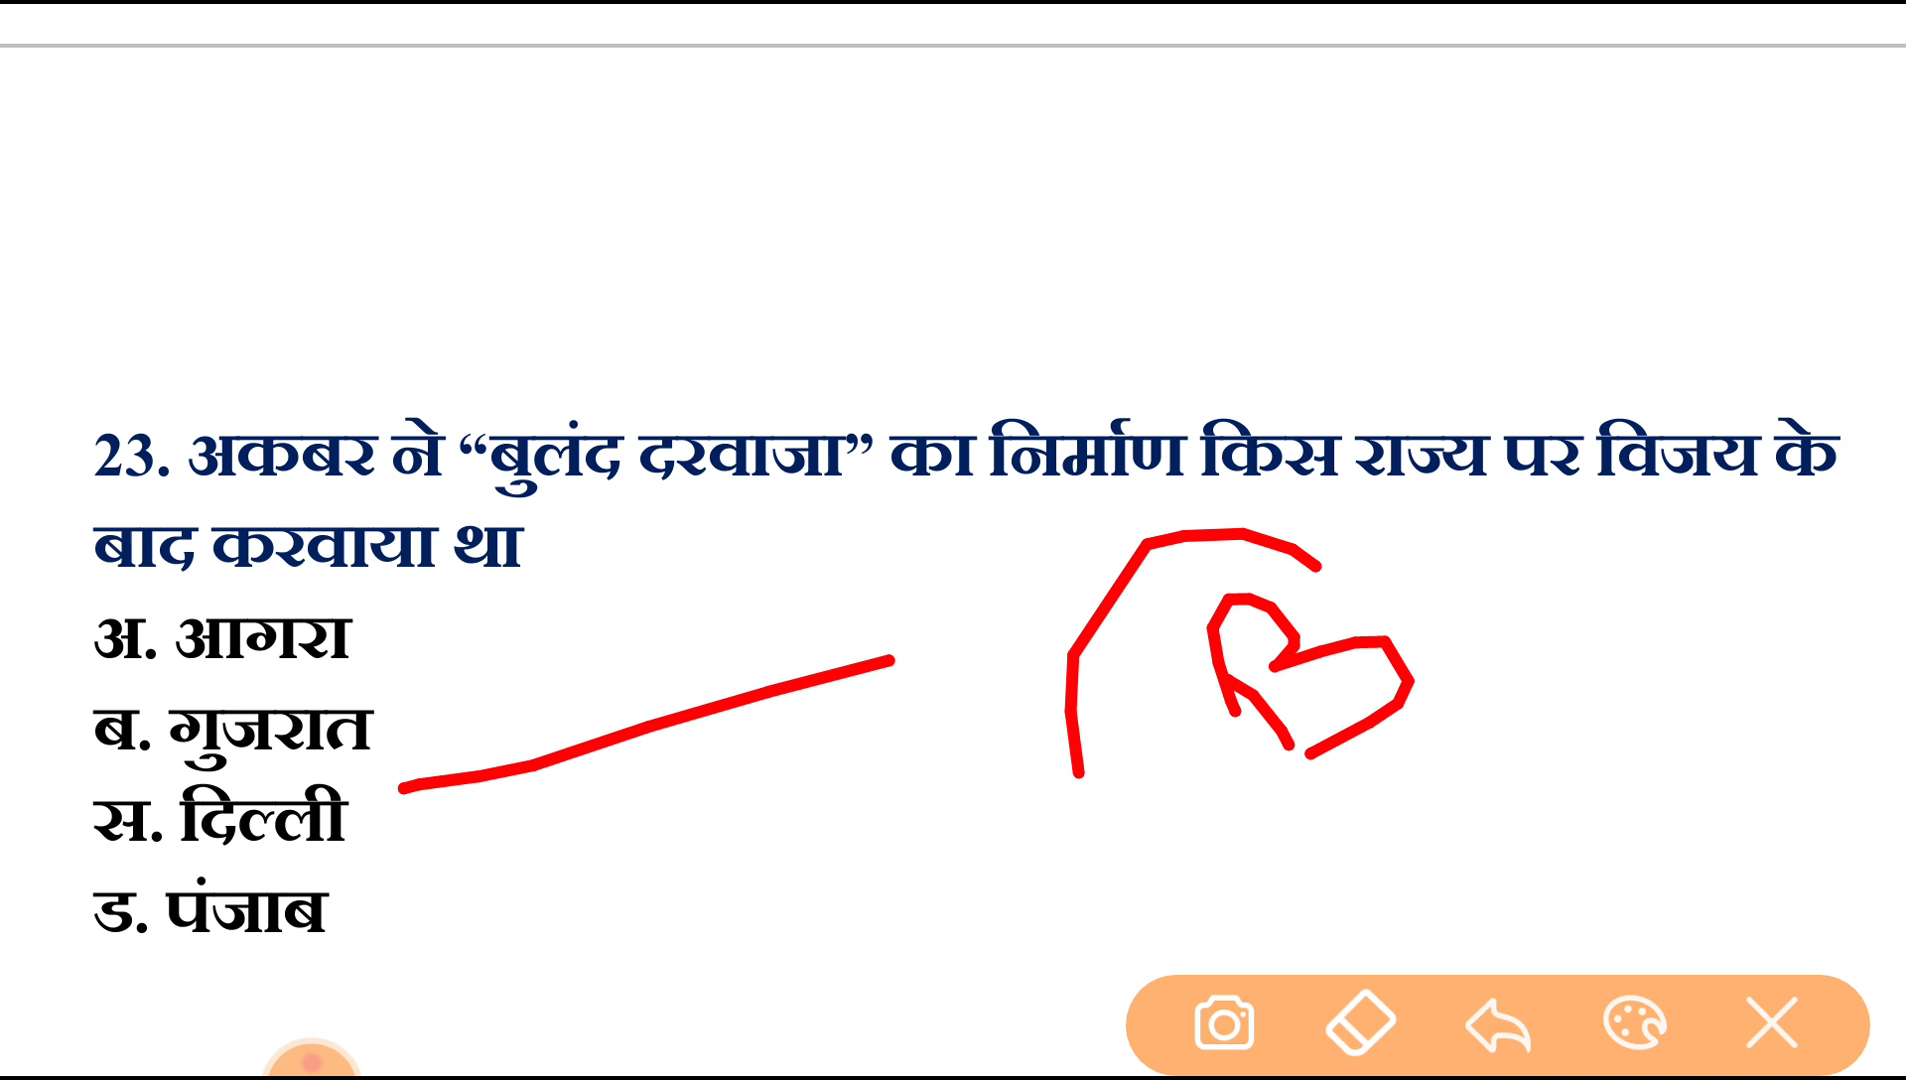 23. अकबर ने “बुलंद दरवाजा” का निर्माण किस राज्य पर विजय के
बाद करवाया था
अ. आगरा
ब. गुजरात
स. दिल्ली
ड. पंजाब